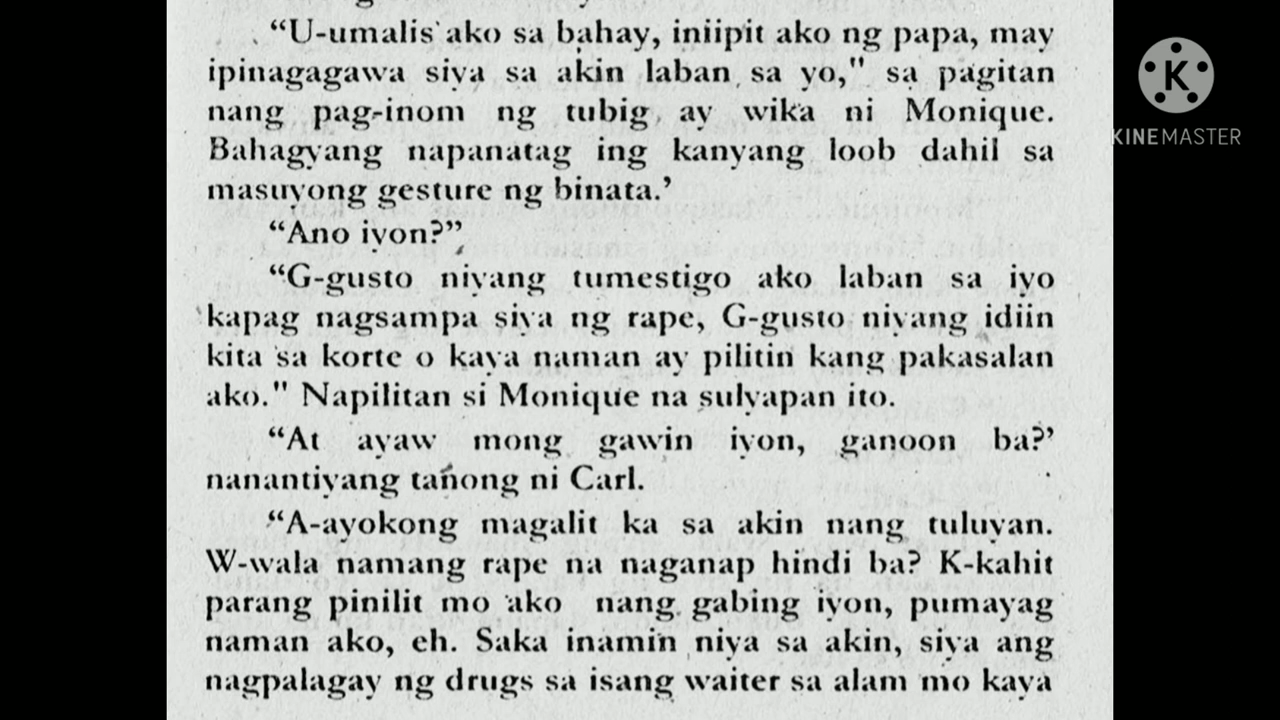 “U-umalis ako sa bahay, iniipit ako ng papa, may
ipinagagawa siya sa akin laban sa yo," sa pagitan
nang pag-inom ng tubig ay wika ni Monique.
Bahagyang napanatag ing kanyang loob dahil sa
masuyong gesture ng binata.’
“Ano iyon?”
“G-gusto niyang tumestigo ako laban sa iyo
kapag nagsampa siya ng rape, G-gusto niyang idiin
kita sa korte o kaya naman ay pilitin kang pakasalan
ako." Napilitan si Monique na sulyapan ito.
“At ayaw mong gawin iyon, ganoon ba?’
nanantiyang tanong ni Carl.
“A-ayokong magalit ka sa akin nang tuluyan.
W-wala namang rape na naganap hindi ba? K-kahit
parang pinilit mo ako nang gabing iyon, pumayag
naman ako, eh. Saka inamin niya sa akin, siya ang
nagpalagay ng drugs sa isang waiter sa alam mo kaya
K
KINEMASTER